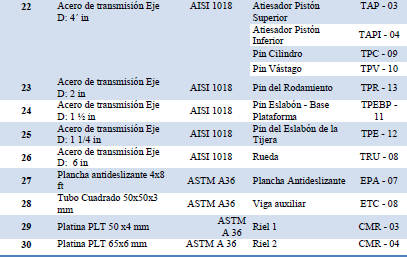 22 Acero de transmisión Eje AISI 1018 Atiesador Pistón TAP - 03
D: 4´ in Superior
Atiesador Pistón TAPI - 04
Inferior
Pin Cilindro TPC - 09
Pin Vástago TPV - 10
23 Acero de transmisión Eje AISI 1018 Pin del Rodamiento TPR - 13
D: 2 in
24 Acero de transmisión Eje AISI 1018 Pin Eslabón - Base TPEBP -
D: 1 ½ in Plataforma 11
25 Acero de transmisión Eje AISI 1018 Pin del Eslabón de la TPE - 12
D: 1 1/4 in Tijera
26 Acero de transmisión Eje AISI 1018 Rueda TRU - 08
D: 6 in
27 Plancha antideslizante 4x8 ASTM A36 Plancha Antideslizante EPA - 07
ft
28 Tubo Cuadrado 50x50x3 ASTM A36 Viga auxiliar ETC - 08
mm
29 Platina PLT 50 x4 mm ASTM Riel 1 CMR - 03
A 36
30 Platina PLT 65x6 mm ASTM A 36 Riel 2 CMR - 04